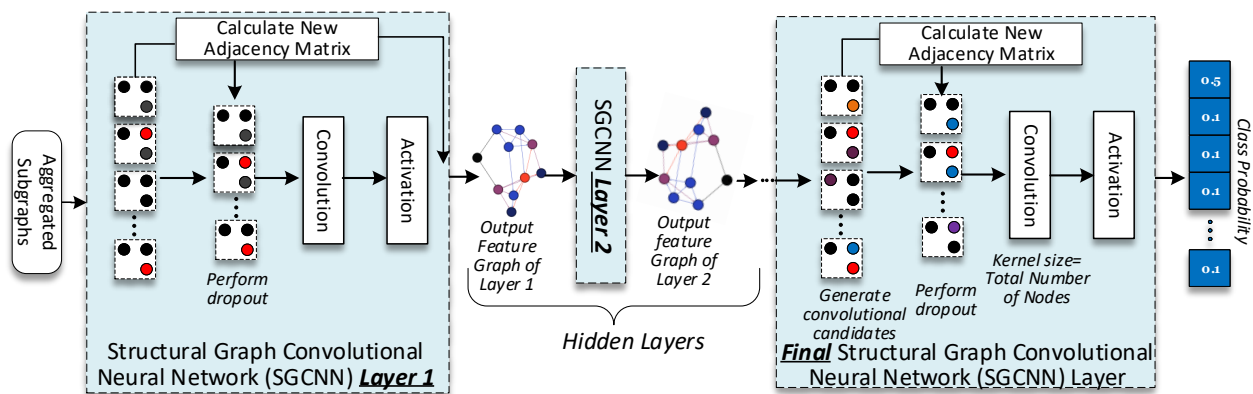 Aggregated
Subgraphs
Calculate New
Adjacency Matrix
Perform
dropout
Convolution
Activation
Structural Graph Convolutional
Neural Network (SGCNN) Layer 1
Output
Feature
Graph of
Layer 1
SGCNN Layer 2
Output
feature
Graph of
Layer 2
Hidden Layers
Calculate New
Adjacency Matrix
Generate
convolutional
candidates
Perform
dropout
Convolution
Kernel size=
Total Number
of Nodes
Activation
Final Structural Graph Convolutional
Neural Network (SGCNN) Layer
0.5
0.1
0.1
0.1
0.1
Class Probability